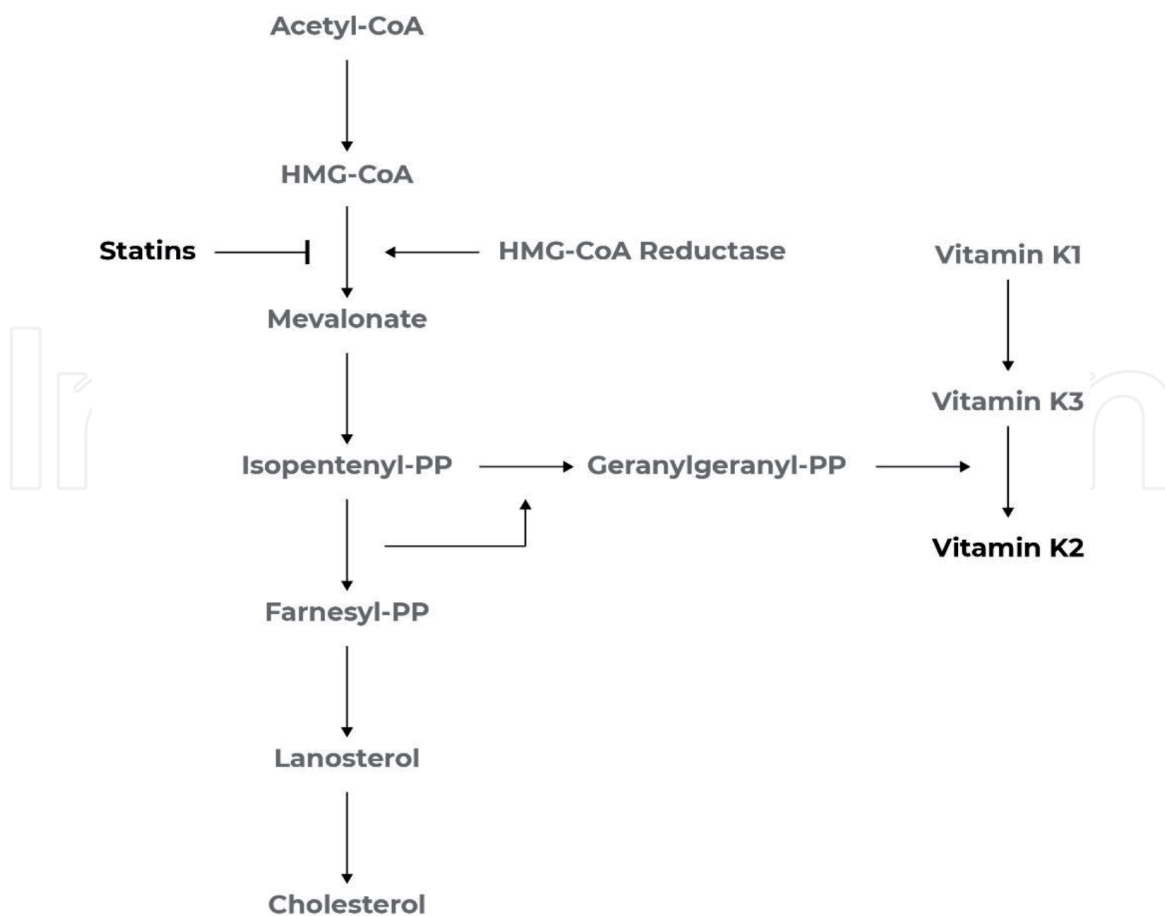 Acetyl-CoA
HMG-CoA
Statins
HMG-CoA Reductase
Vitamin K1
Mevalonate
Vitamin K3
Isopentenyl-PP
Geranylgeranyl-PP
Vitamin K2
Farnesyl-PP
Lanosterol
Cholesterol